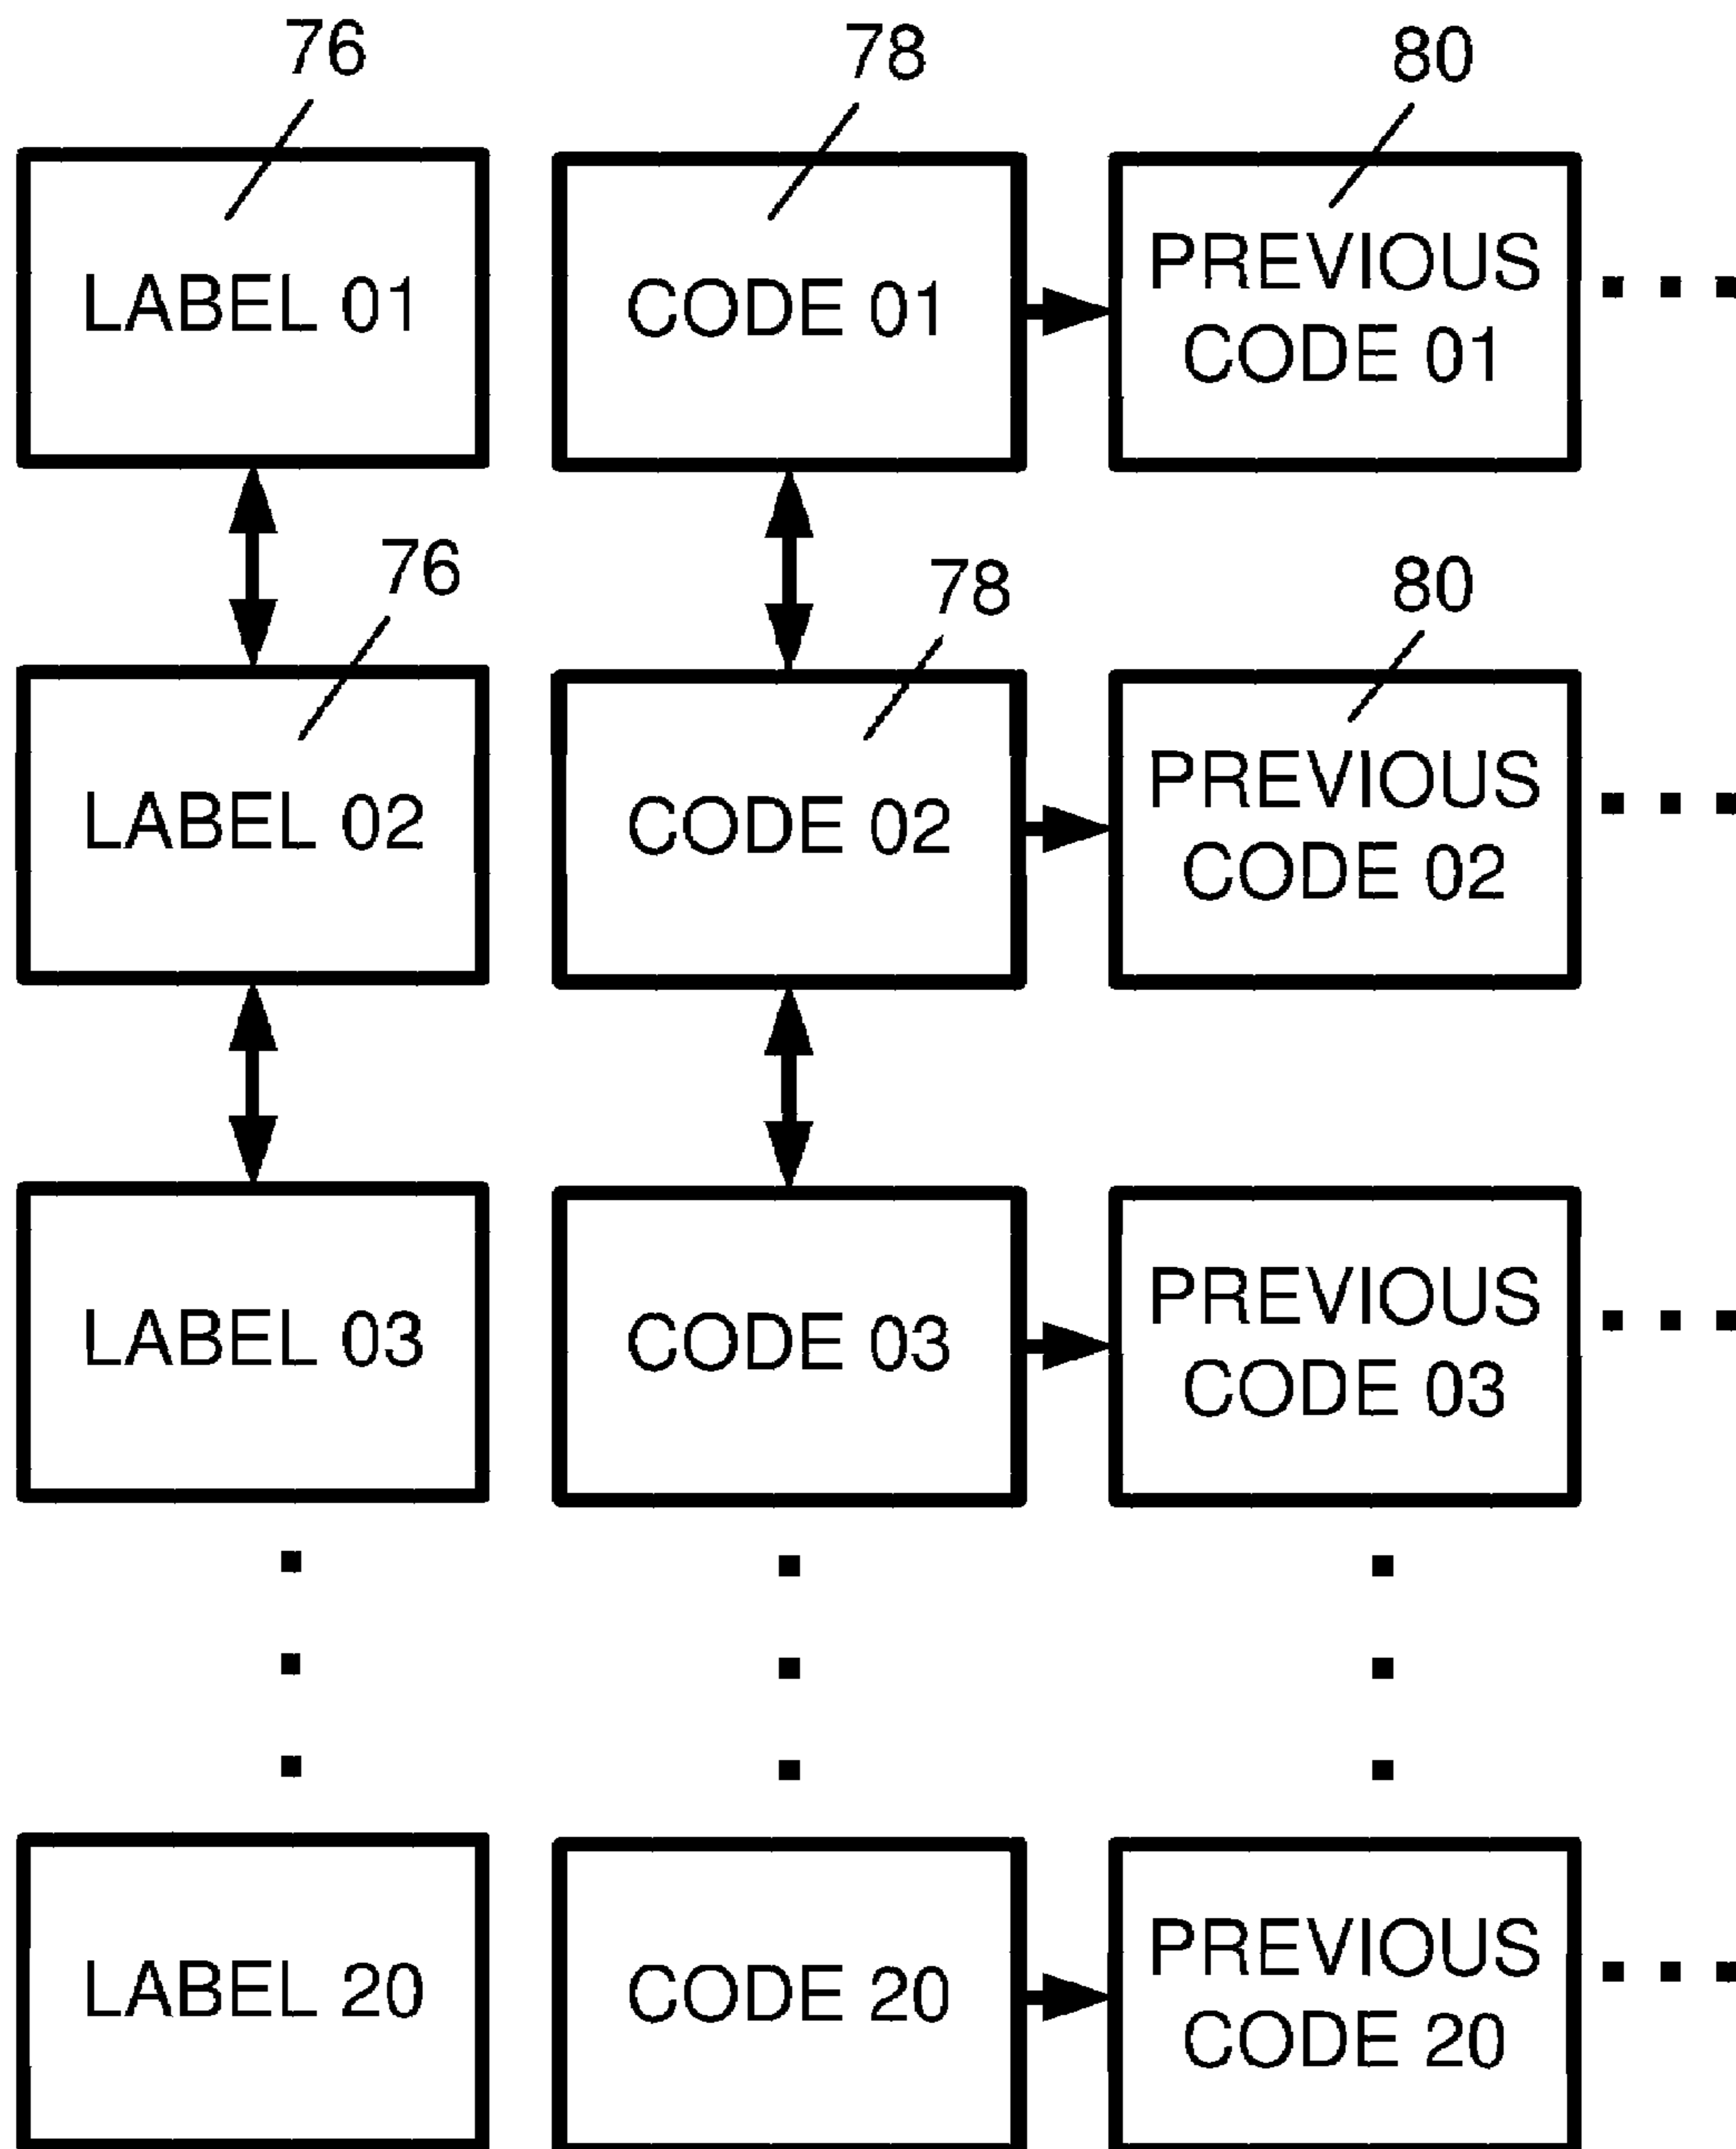 76
78
80
LABEL 01
CODE 01
PREVIOUS
CODE 01
76
78
80
LABEL 02
CODE 02
PREVIOUS
CODE 02
LABEL 03
CODE 03
PREVIOUS
CODE 03
LABEL 20
CODE 20
PREVIOUS
CODE 20